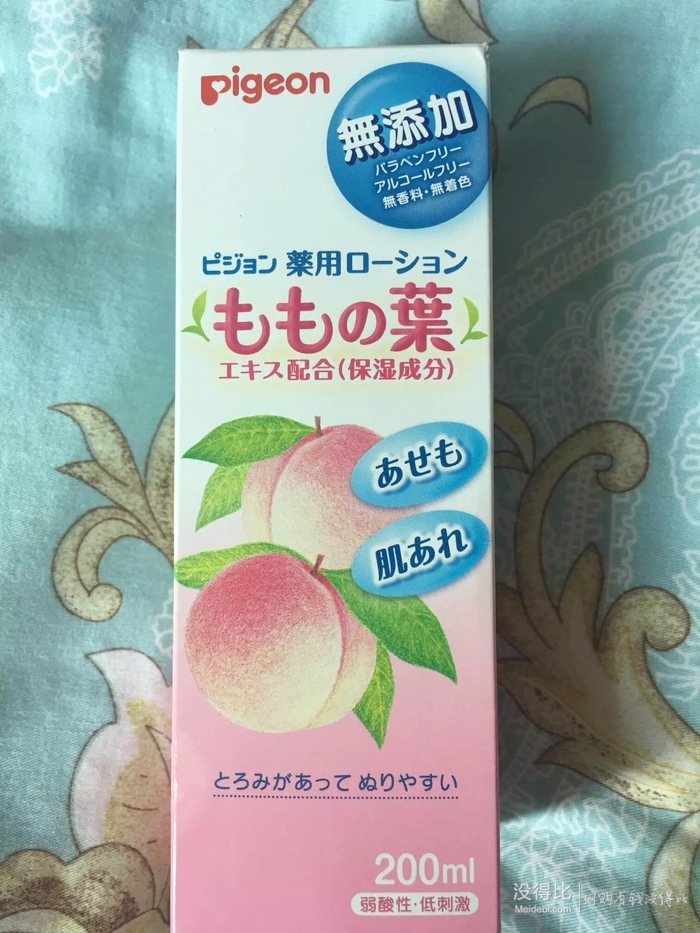 Pigeon
無添加
パラベンフリー
アルコールフリー
無香料・無着色
ピジョン 薬用ローション
ももの葉
エキス配合(保湿成分)
あせも
肌あれ
とろみがあって ぬりやすい
200ml
弱酸性・低刺激
没得比
Meidebi.com